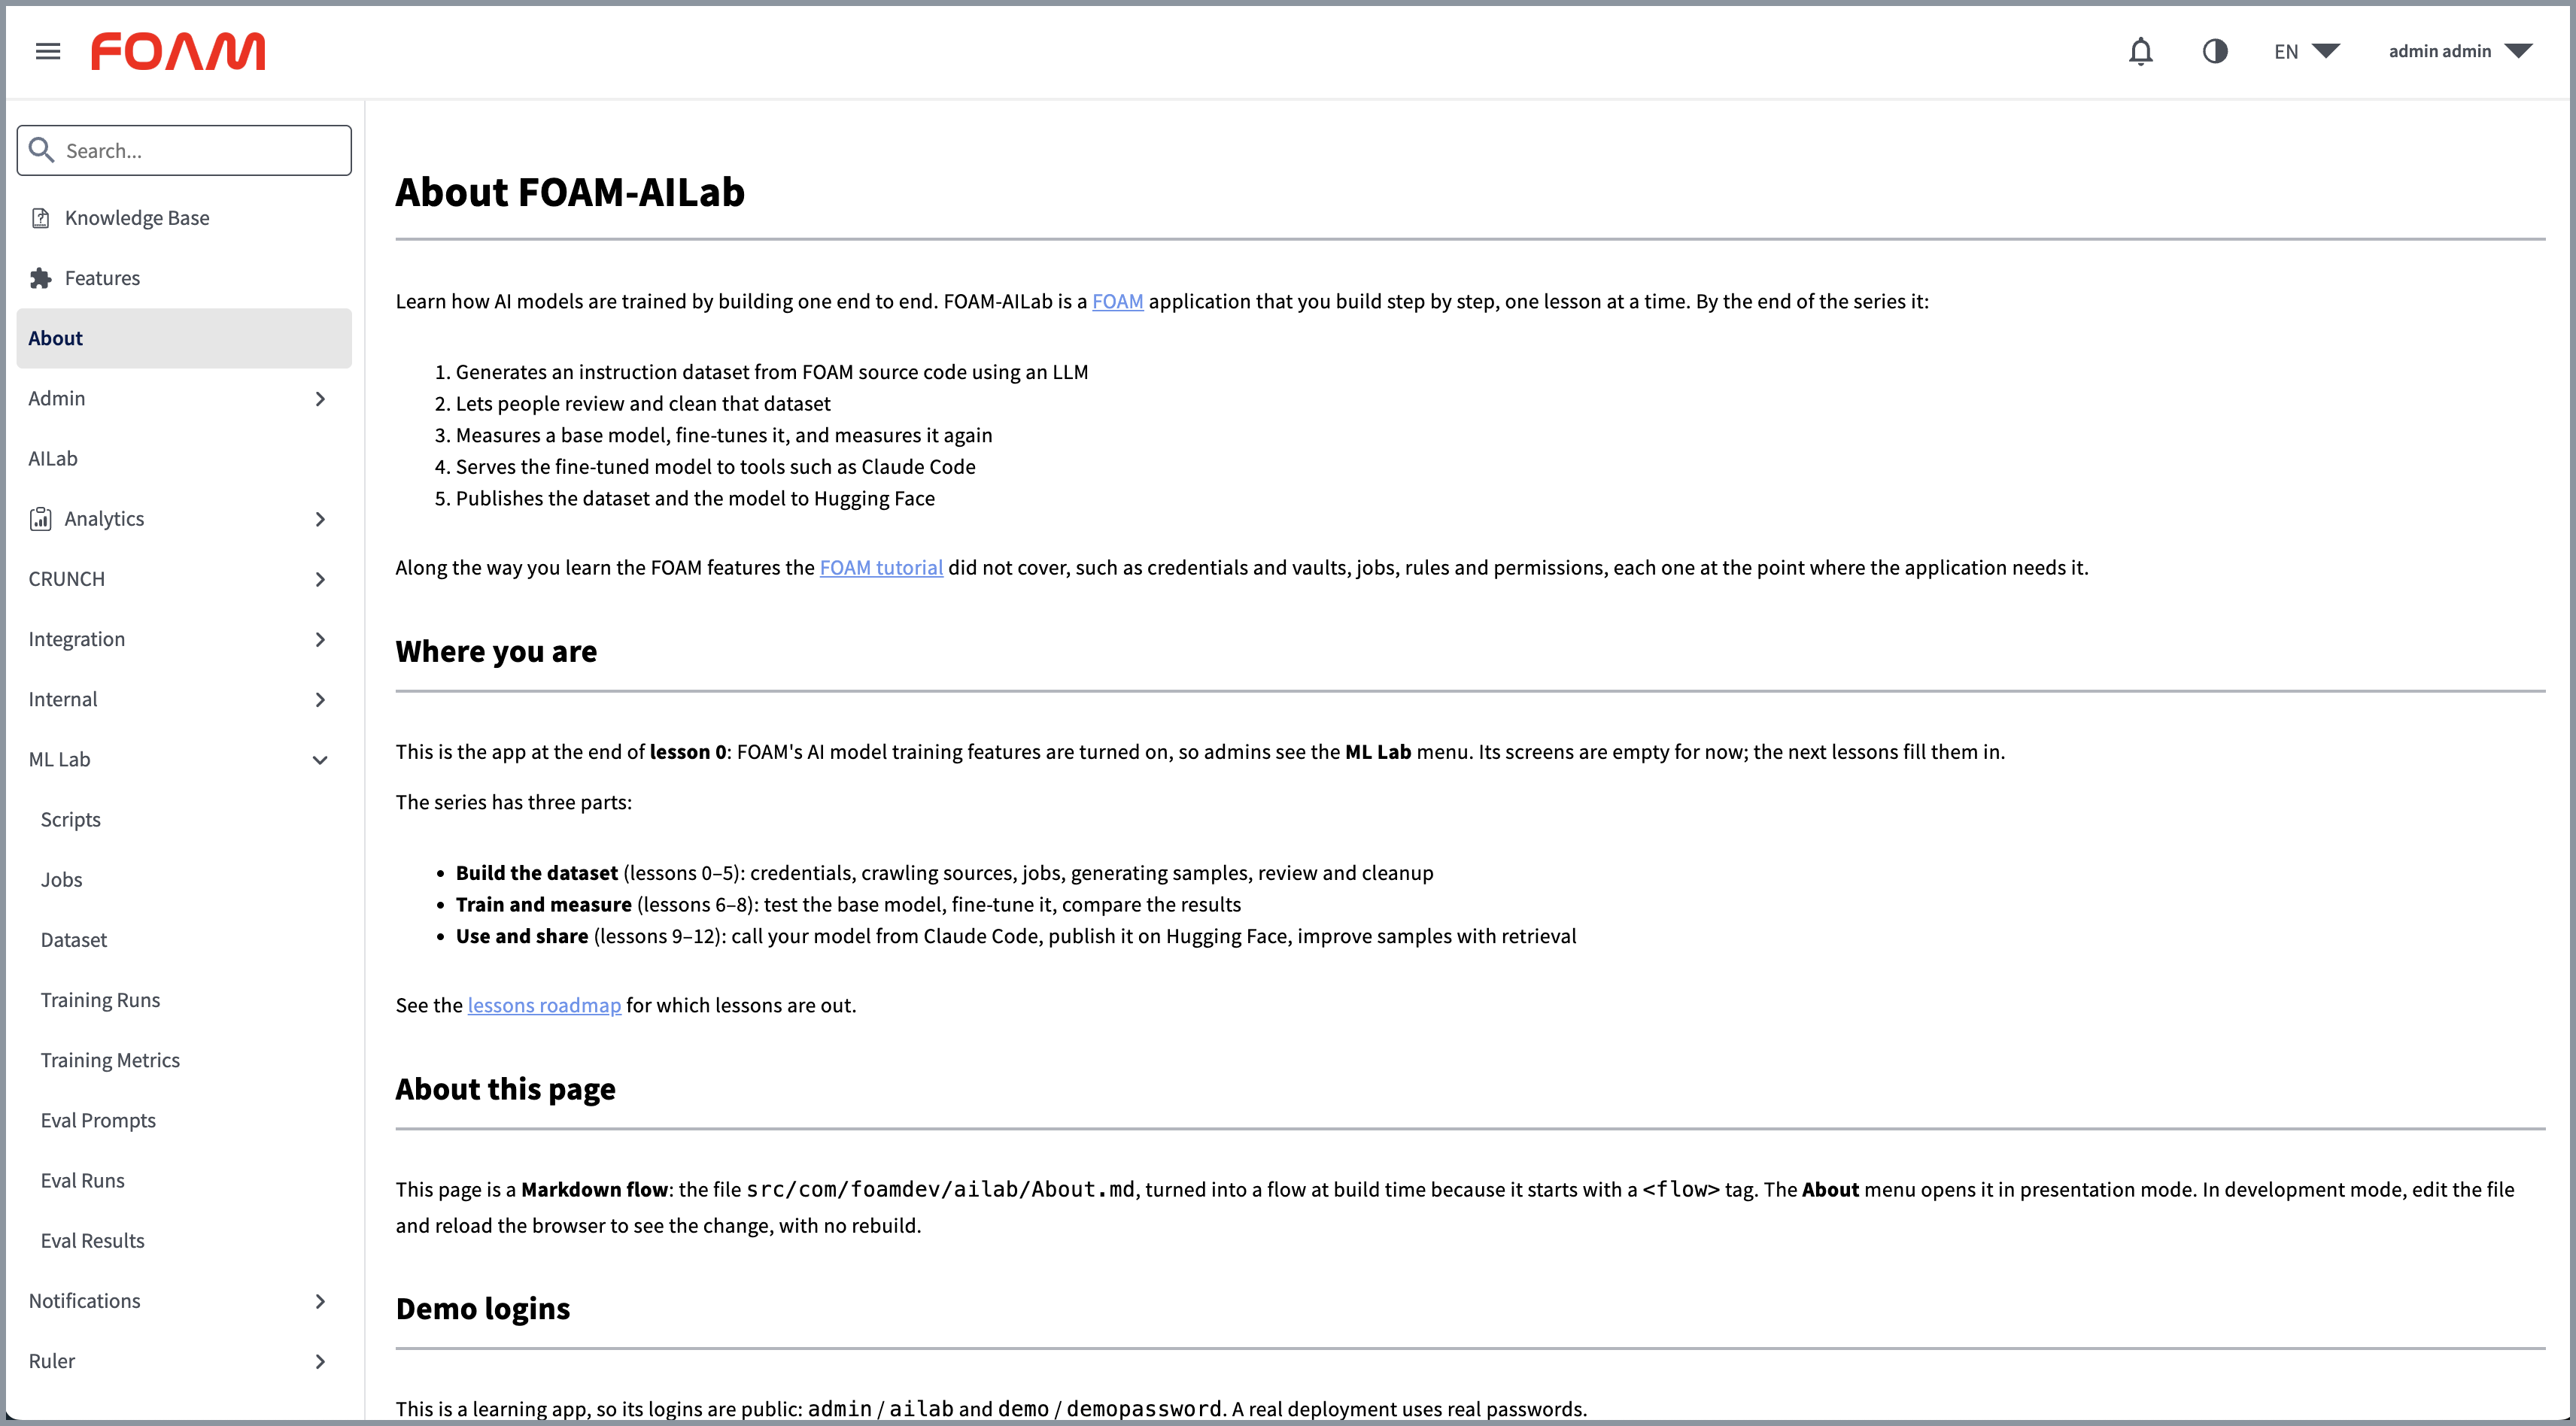 FOAM
EN
admin admin
Search...
Knowledge Base
Features
About
Admin
AILab
Analytics
CRUNCH
Integration
Internal
ML Lab
Scripts
Jobs
Dataset
Training Runs
Training Metrics
Eval Prompts
Eval Runs
Eval Results
Notifications
Ruler
About FOAM-AILab
Learn how AI models are trained by building one end to end. FOAM-AILab is a FOAM application that you build step by step, one lesson at a time. By the end of the series it:
1. Generates an instruction dataset from FOAM source code using an LLM
2. Lets people review and clean that dataset
3. Measures a base model, fine-tunes it, and measures it again
4. Serves the fine-tuned model to tools such as Claude Code
5. Publishes the dataset and the model to Hugging Face
Along the way you learn the FOAM features the FOAM tutorial did not cover, such as credentials and vaults, jobs, rules and permissions, each one at the point where the application needs it.
Where you are
This is the app at the end of lesson 0: FOAM's AI model training features are turned on, so admins see the ML Lab menu. Its screens are empty for now; the next lessons fill them in.
The series has three parts:
• Build the dataset (lessons 0–5): credentials, crawling sources, jobs, generating samples, review and cleanup
• Train and measure (lessons 6–8): test the base model, fine-tune it, compare the results
• Use and share (lessons 9–12): call your model from Claude Code, publish it on Hugging Face, improve samples with retrieval
See the lessons roadmap for which lessons are out.
About this page
This page is a Markdown flow: the file src/com/foamdev/ailab/About.md, turned into a flow at build time because it starts with a <flow> tag. The About menu opens it in presentation mode. In development mode, edit the file
and reload the browser to see the change, with no rebuild.
Demo logins
This is a learning app, so its logins are public: admin / ailab and demo / demopassword. A real deployment uses real passwords.